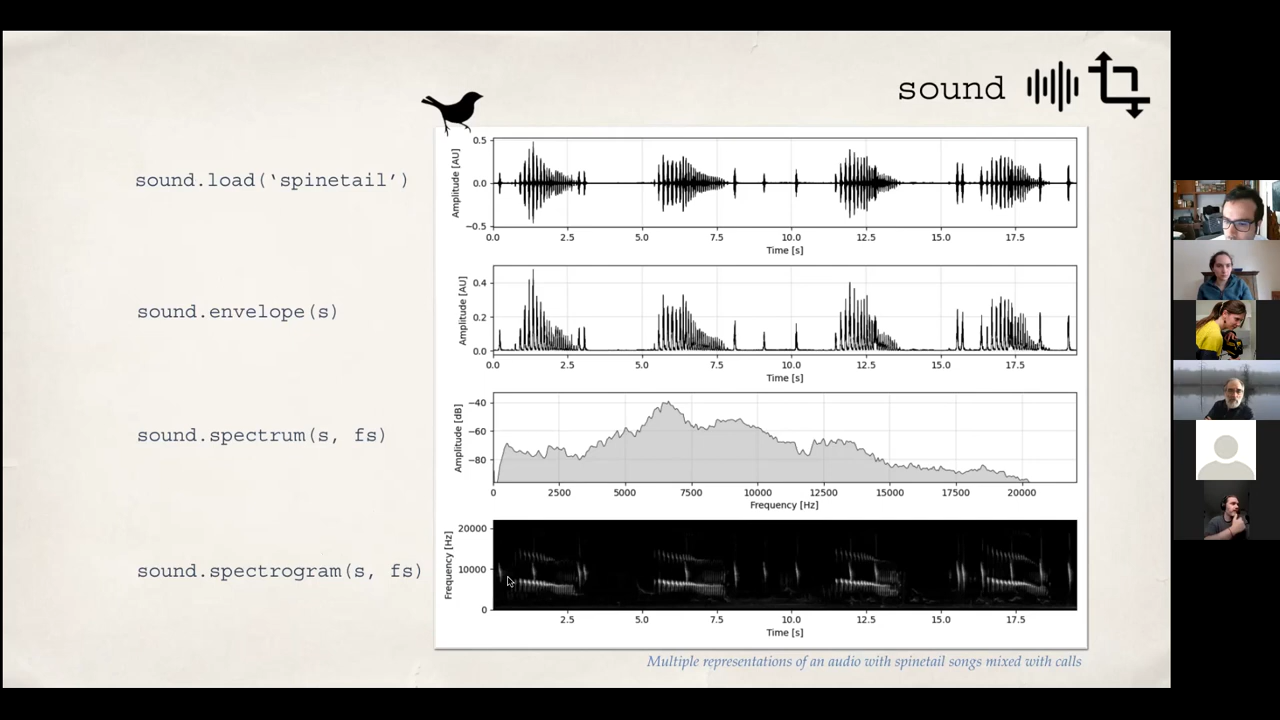 sound
sound.load(‘spinetail’)
Amplitude [AU]
0.5
0.0
−0.5
0.0 2.5 5.0 7.5 10.0 12.5 15.0 17.5
Time [s]
sound.envelope(s)
Amplitude [AU]
0.4
0.2
0.0
0.0 2.5 5.0 7.5 10.0 12.5 15.0 17.5
Time [s]
sound.spectrum(s, fs)
Amplitude [dB]
−40
−60
−80
0 2500 5000 7500 10000 12500 15000 17500 20000
Frequency [Hz]
sound.spectrogram(s, fs)
Frequency [Hz]
20000
10000
0
2.5 5.0 7.5 10.0 12.5 15.0 17.5
Time [s]
Multiple representations of an audio with spinetail songs mixed with calls